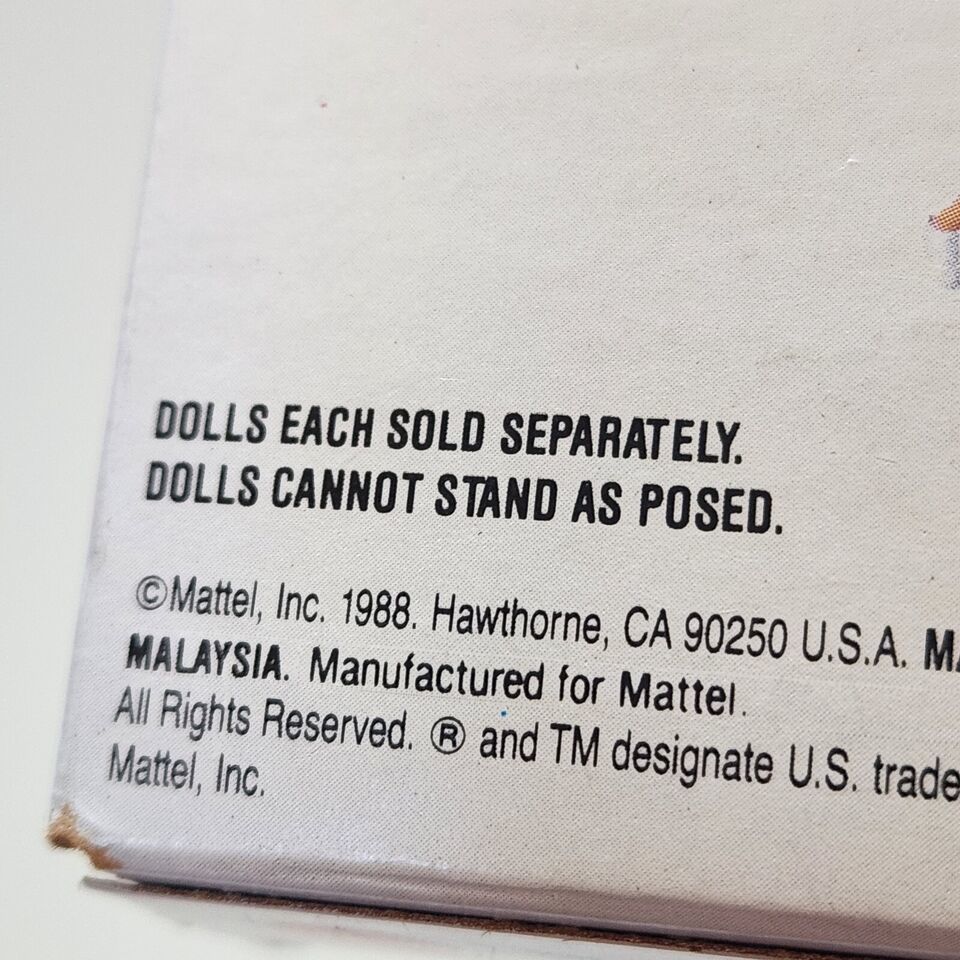 DOLLS EACH SOLD SEPARATELY.
DOLLS CANNOT STAND AS POSED.
©Mattel, Inc. 1988. Hawthorne, CA 90250 U.S.A.
MALAYSIA. Manufactured for Mattel.
All Rights Reserved. ® and TM designate U.S. trade
Mattel, Inc.